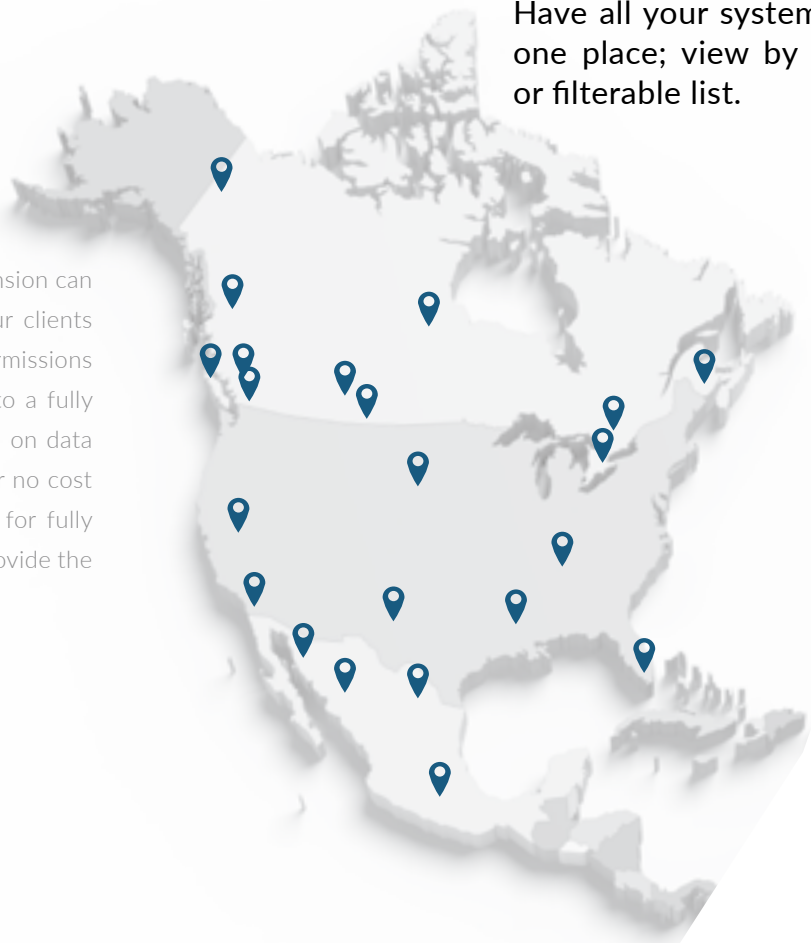 Have all your system
one place; view by
or filterable list.
nsion can
ur clients
rmissions
to a fully
on data
r no cost
for fully
ovide the